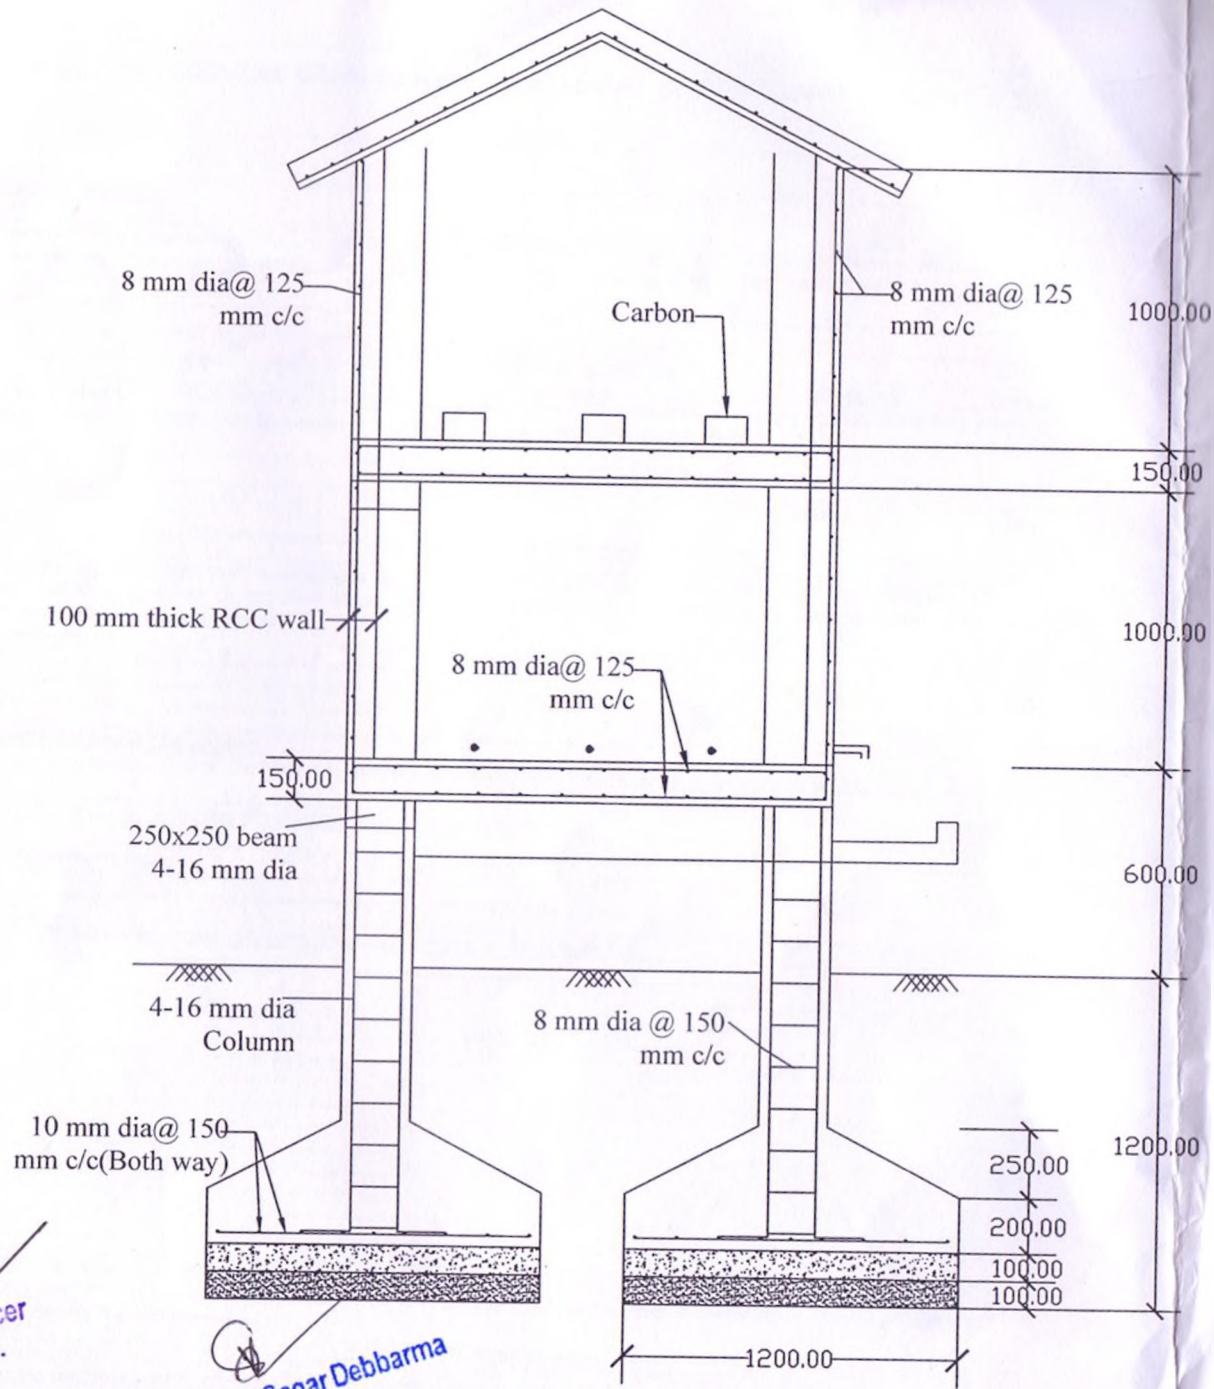 8 mm dia@ 125
mm c/c
Carbon
8 mm dia@ 125
mm c/c
1000.00
150.00
100 mm thick RCC wall
1000.00
8 mm dia@ 125
mm c/c
150.00
250x250 beam
4-16 mm dia
600.00
4-16 mm dia
Column
8 mm dia @ 150
mm c/c
10 mm dia@ 150
mm c/c(Both way)
250.00
1200.00
200.00
100.00
100.00
1200.00
Debbarma